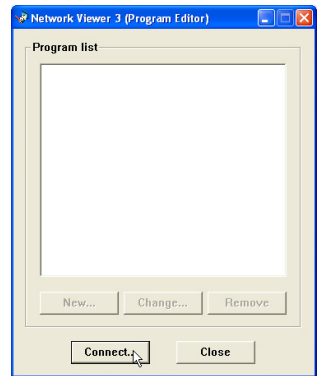 Network Viewer 3 (Program Editor)
Program list
New... Change... Remove
Connect... Close